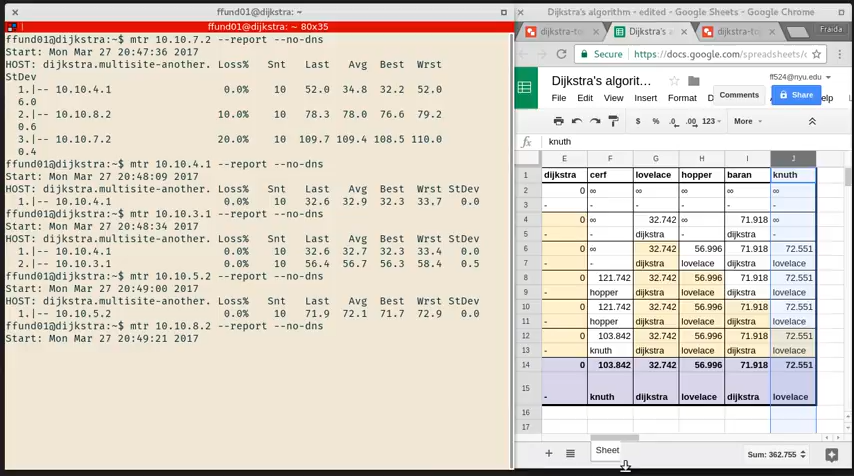 ffund01@dijkstra: ~
ffund01@dijkstra: ~ 80x35
ffund01@dijkstra:~$ mtr 10.10.7.2 --report --no-dns
Start: Mon Mar 27 20:47:36 2017
HOST: dijkstra.multisite-another. Loss% Snt Last Avg Best Wrst
StDev
1.|-- 10.10.4.1 0.0% 10 52.0 34.8 32.2 52.0
6.0
2.|-- 10.10.8.2 10.0% 10 78.3 78.0 76.6 79.2
0.6
3.|-- 10.10.7.2 20.0% 10 109.7 109.4 108.5 110.0
0.4
ffund01@dijkstra:~$ mtr 10.10.4.1 --report --no-dns
Start: Mon Mar 27 20:48:09 2017
HOST: dijkstra.multisite-another. Loss% Snt Last Avg Best Wrst StDev
1.|-- 10.10.4.1 0.0% 10 32.6 32.9 32.3 33.7 0.0
ffund01@dijkstra:~$ mtr 10.10.3.1 --report --no-dns
Start: Mon Mar 27 20:48:34 2017
HOST: dijkstra.multisite-another. Loss% Snt Last Avg Best Wrst StDev
1.|-- 10.10.4.1 0.0% 10 32.6 32.7 32.3 33.4 0.0
2.|-- 10.10.3.1 0.0% 10 56.4 56.7 56.3 58.4 0.5
ffund01@dijkstra:~$ mtr 10.10.5.2 --report --no-dns
Start: Mon Mar 27 20:49:00 2017
HOST: dijkstra.multisite-another. Loss% Snt Last Avg Best Wrst StDev
1.|-- 10.10.5.2 0.0% 10 71.9 72.1 71.7 72.9 0.0
ffund01@dijkstra:~$ mtr 10.10.8.2 --report --no-dns
Start: Mon Mar 27 20:49:21 2017
Dijkstra's algorithm - edited - Google Sheets - Google Chrome
dijkstra-to Dijkstra's a dijkstra-to Fraida
Secure https://docs.google.com/spreadsheets/c
Dijkstra's algorit... ff524@nyu.edu
File Edit View Insert Format Comments Share elp
$ % .0 .00 123 More
fx knuth
E F G H I J
1 dijkstra cerf lovelace hopper baran knuth
2 0 ∞ ∞ ∞ ∞ ∞
3 - - - - - -
4 0 ∞ 32.742 ∞ 71.918 ∞
5 - - dijkstra - dijkstra -
6 0 ∞ 32.742 56.996 71.918 72.551
7 - - dijkstra lovelace dijkstra lovelace
8 0 121.742 32.742 56.996 71.918 72.551
9 - hopper dijkstra lovelace dijkstra lovelace
10 0 121.742 32.742 56.996 71.918 72.551
11 - hopper dijkstra lovelace dijkstra lovelace
12 0 103.842 32.742 56.996 71.918 72.551
13 - knuth dijkstra lovelace dijkstra lovelace
14 0 103.842 32.742 56.996 71.918 72.551
15 - knuth dijkstra lovelace dijkstra lovelace
16
17
Sheet Sum: 362.755